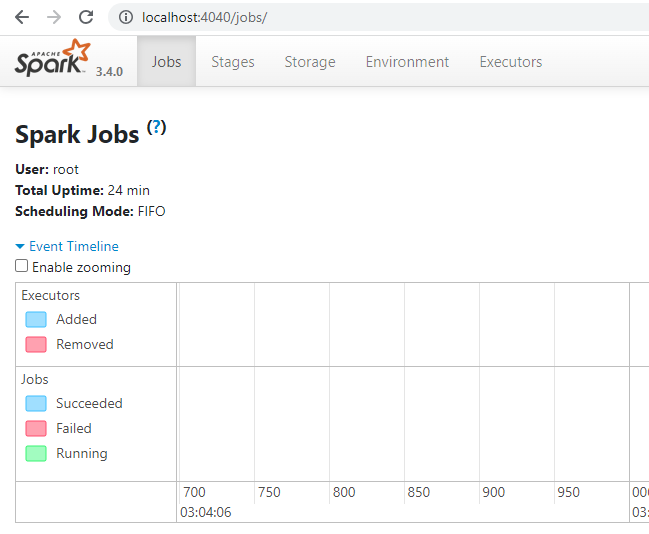 localhost:4040/jobs/
APACHE Spark 3.4.0 Jobs Stages Storage Environment Executors
Spark Jobs (?)
User: root
Total Uptime: 24 min
Scheduling Mode: FIFO
Event Timeline
Enable zooming
Executors
Added
Removed
Jobs
Succeeded
Failed
Running
700 750 800 850 900 950
03:04:06